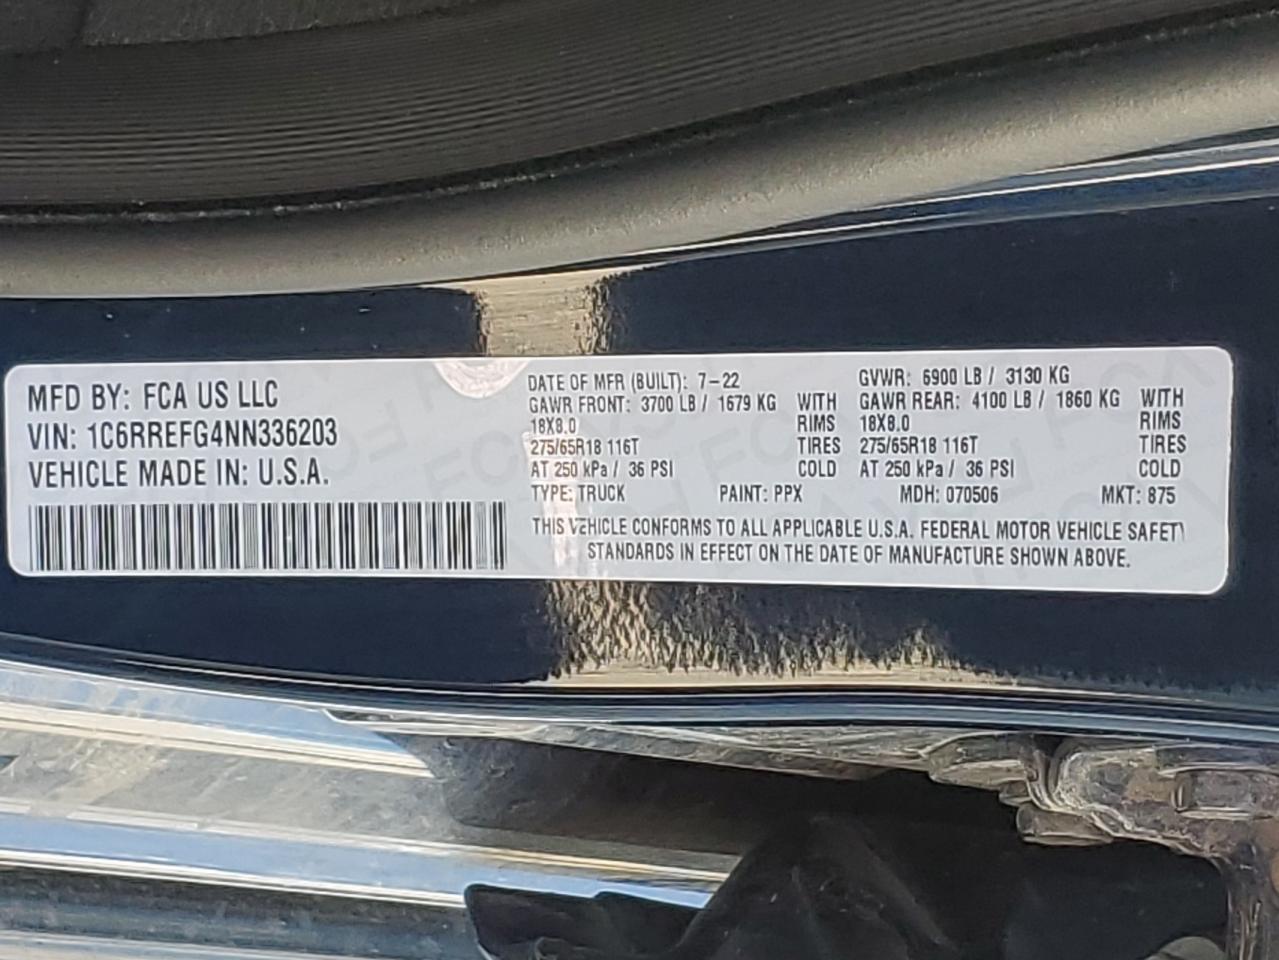 MFD BY: FCA US LLC
VIN: 1C6RREFG4NN336203
VEHICLE MADE IN: U.S.A.
DATE OF MFR (BUILT): 7-22 GVWR: 6900 LB / 3130 KG
GAWR FRONT: 3700 LB / 1679 KG WITH GAWR REAR: 4100 LB / 1860 KG WITH
18X8.0 RIMS 18X8.0 RIMS
275/65R18 116T TIRES 275/65R18 116T TIRES
AT 250 kPa / 36 PSI COLD AT 250 kPa / 36 PSI COLD
TYPE: TRUCK PAINT: PPX MDH: 070506 MKT: 875
THIS VEHICLE CONFORMS TO ALL APPLICABLE U.S.A. FEDERAL MOTOR VEHICLE SAFETY
STANDARDS IN EFFECT ON THE DATE OF MANUFACTURE SHOWN ABOVE.